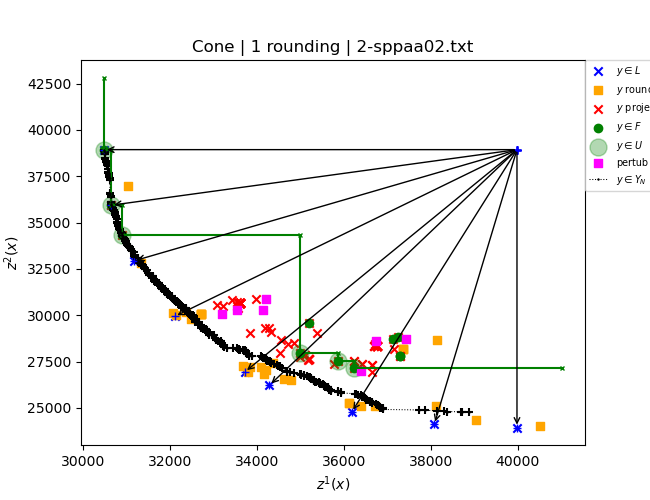 Cone | 1 rounding | 2-sppaa02.txt
42500
40000
37500
35000
32500
30000
27500
25000
z²(x)
30000 32000 34000 36000 38000 40000
z¹(x)
y ∈ L
y roun
y proje
y ∈ F
y ∈ U
pertub
y ∈ Y_N